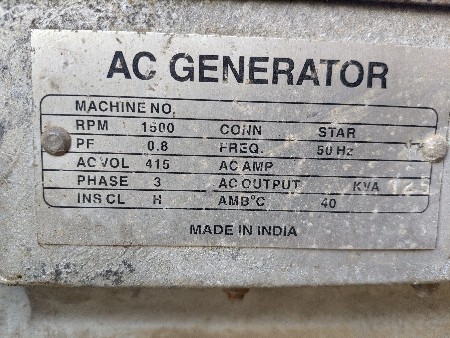 AC GENERATOR
MACHINE NO.
RPM 1500 CONN STAR
PF 0.8 FREQ. 50 Hz
AC VOL 415 AC AMP
PHASE 3 AC OUTPUT KVA
INS CL H AMB°C 40
MADE IN INDIA